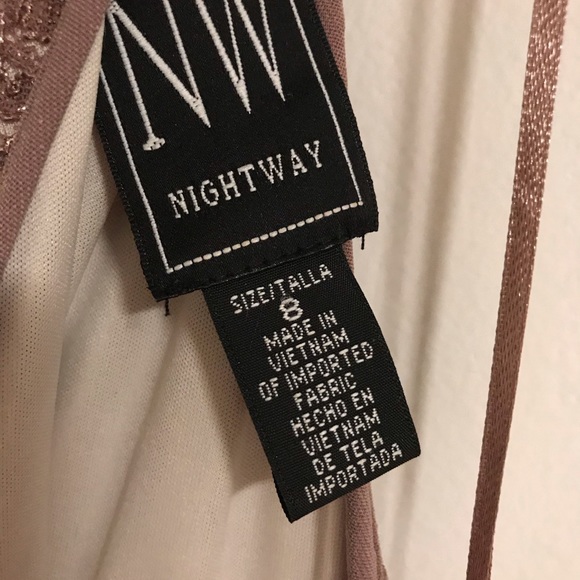 NW
NIGHTWAY
SIZE/TALLA
8
MADE IN
VIETNAM
OF IMPORTED
FABRIC
HECHO EN
VIETNAM
DE TELA
IMPORTADA